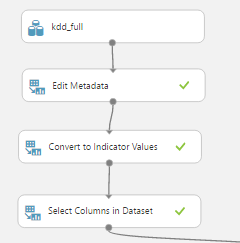 kdd_full
Edit Metadata
Convert to Indicator Values
Select Columns in Dataset